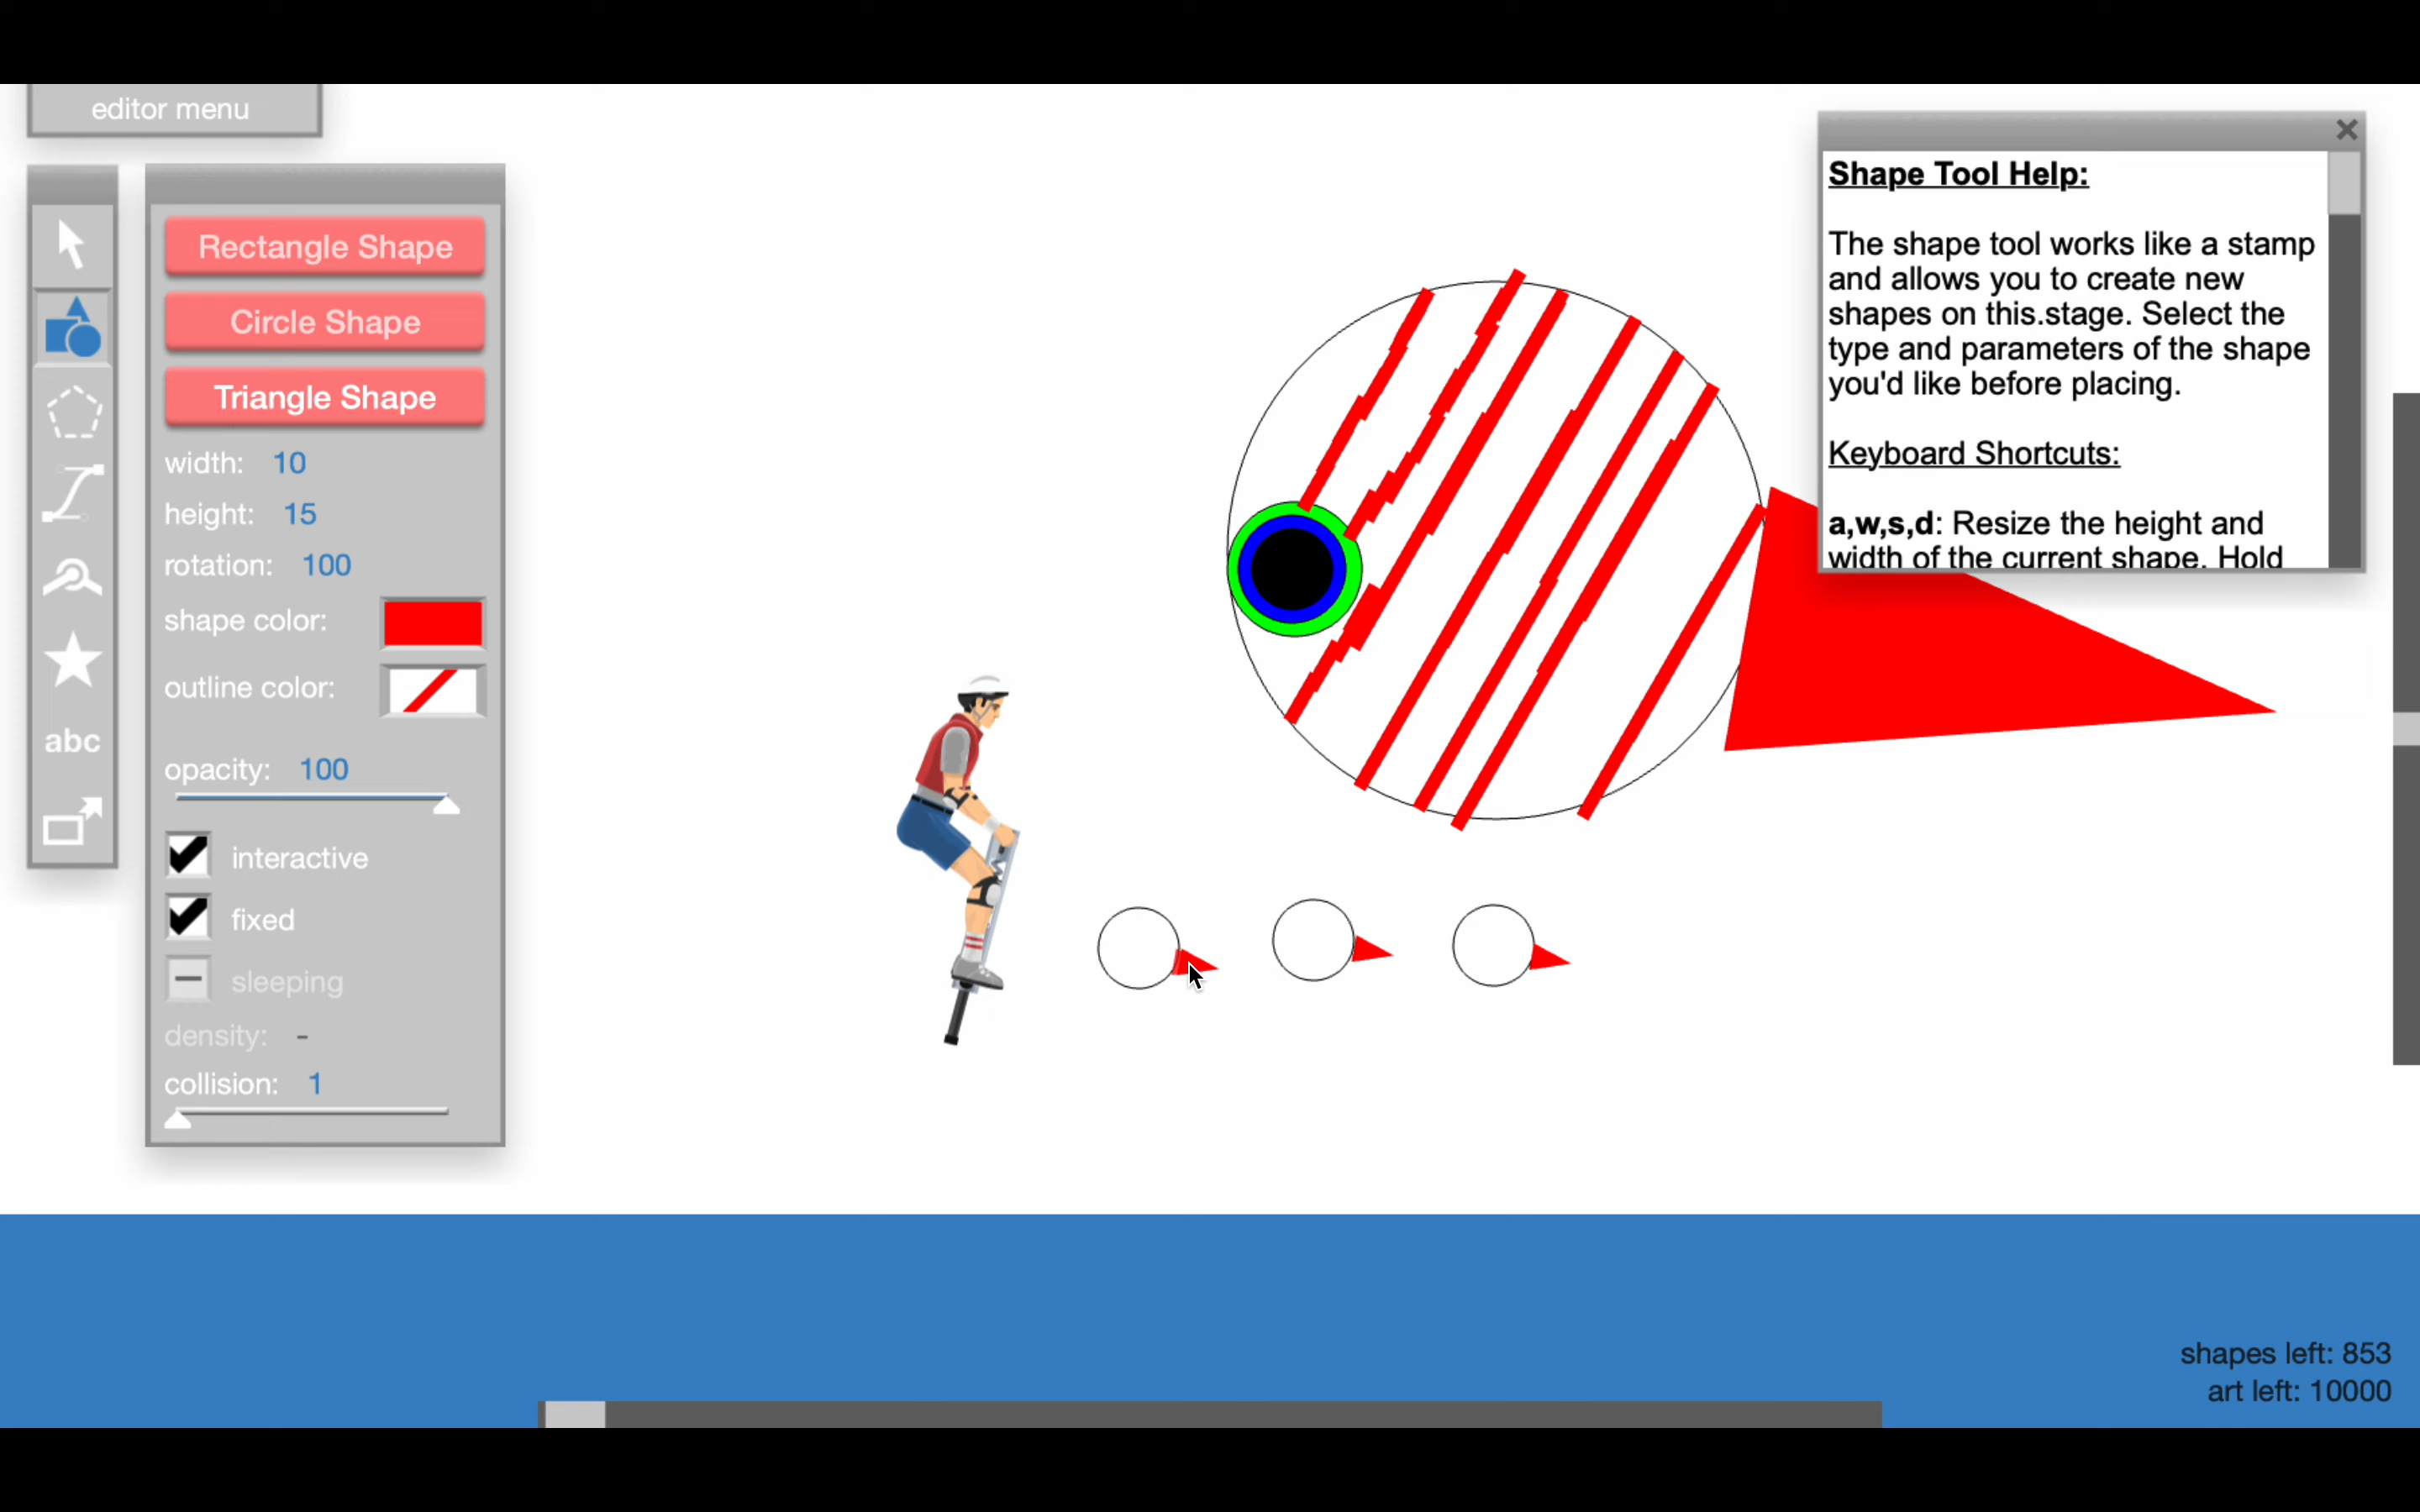 editor menu
Rectangle Shape
Circle Shape
Triangle Shape
width: 10
height: 15
rotation: 100
shape color:
outline color:
opacity: 100
interactive
fixed
sleeping
density: -
collision: 1
abc
Shape Tool Help:
The shape tool works like a stamp
and allows you to create new
shapes on this.stage. Select the
type and parameters of the shape
you'd like before placing.
Keyboard Shortcuts:
a,w,s,d: Resize the height and
width of the current shape. Hold
shapes left: 853
art left: 10000